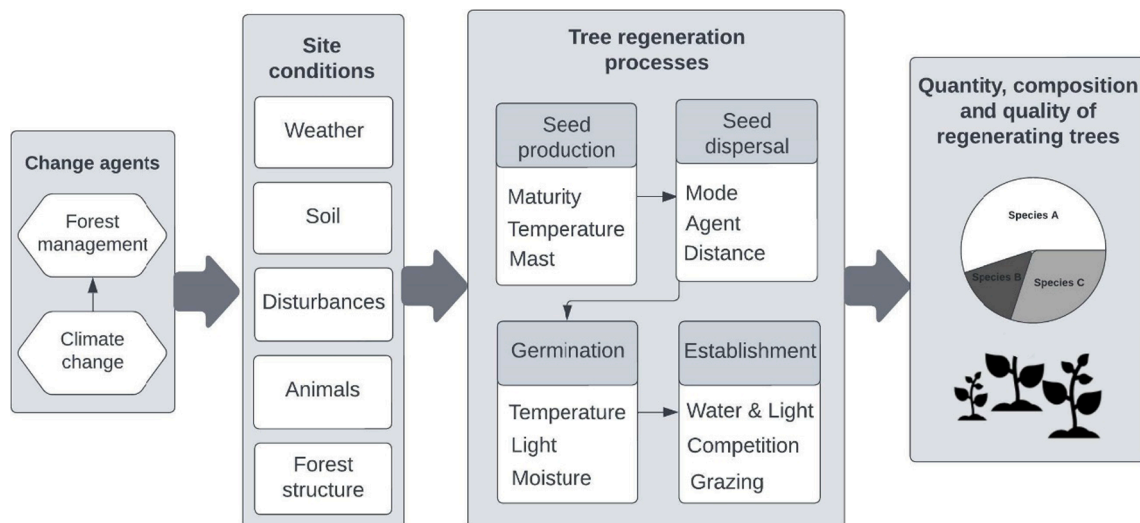 Change agents
Forest
management
Climate
change
Site
conditions
Weather
Soil
Disturbances
Animals
Forest
structure
Tree regeneration
processes
Seed
production
Maturity
Temperature
Mast
Seed
dispersal
Mode
Agent
Distance
Germination
Temperature
Light
Moisture
Establishment
Water & Light
Competition
Grazing
Quantity, composition
and quality of
regenerating trees
Species A
Species B
Species C